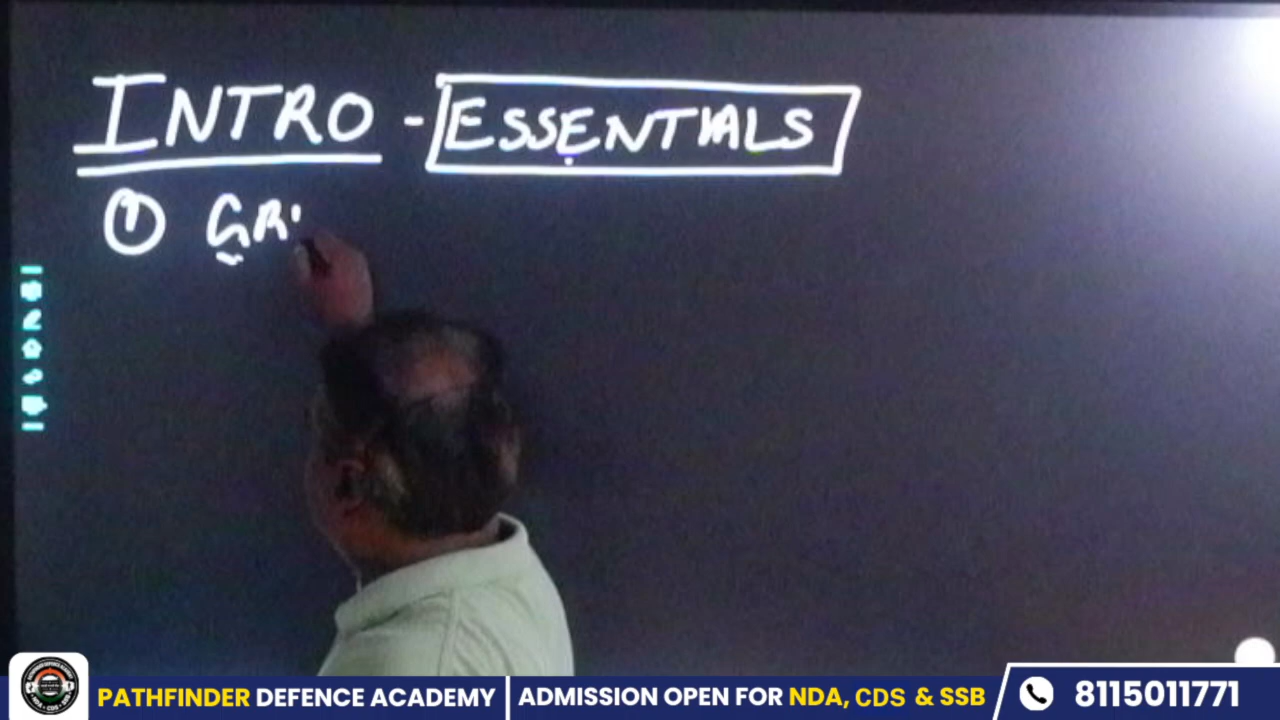 INTRO - ESSENTIALS
① GR
PATHFINDER DEFENCE ACADEMY
ADMISSION OPEN FOR NDA, CDS & SSB
8115011771